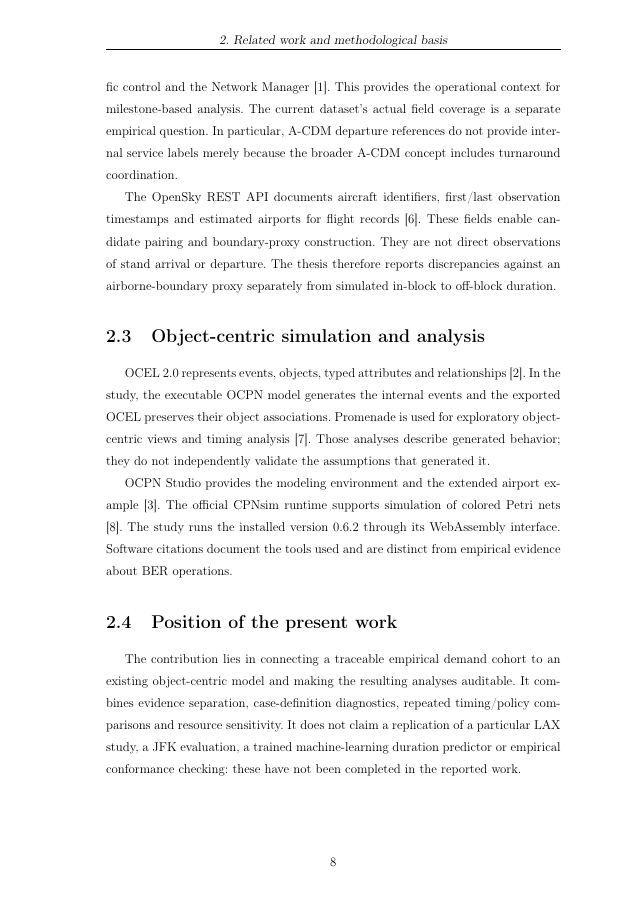 2. Related work and methodological basis
fic control and the Network Manager [1]. This provides the operational context for
milestone-based analysis. The current dataset's actual field coverage is a separate
empirical question. In particular, A-CDM departure references do not provide inter-
nal service labels merely because the broader A-CDM concept includes turnaround
coordination.
The OpenSky REST API documents aircraft identifiers, first/last observation
timestamps and estimated airports for flight records [6]. These fields enable can-
didate pairing and boundary-proxy construction. They are not direct observations
of stand arrival or departure. The thesis therefore reports discrepancies against an
airborne-boundary proxy separately from simulated in-block to off-block duration.
2.3 Object-centric simulation and analysis
OCEL 2.0 represents events, objects, typed attributes and relationships [2]. In the
study, the executable OCPN model generates the internal events and the exported
OCEL preserves their object associations. Promenade is used for exploratory object-
centric views and timing analysis [7]. Those analyses describe generated behavior;
they do not independently validate the assumptions that generated it.
OCPN Studio provides the modeling environment and the extended airport ex-
ample [3]. The official CPNsim runtime supports simulation of colored Petri nets
[8]. The study runs the installed version 0.6.2 through its WebAssembly interface.
Software citations document the tools used and are distinct from empirical evidence
about BER operations.
2.4 Position of the present work
The contribution lies in connecting a traceable empirical demand cohort to an
existing object-centric model and making the resulting analyses auditable. It com-
bines evidence separation, case-definition diagnostics, repeated timing/policy com-
parisons and resource sensitivity. It does not claim a replication of a particular LAX
study, a JFK evaluation, a trained machine-learning duration predictor or empirical
conformance checking: these have not been completed in the reported work.
8